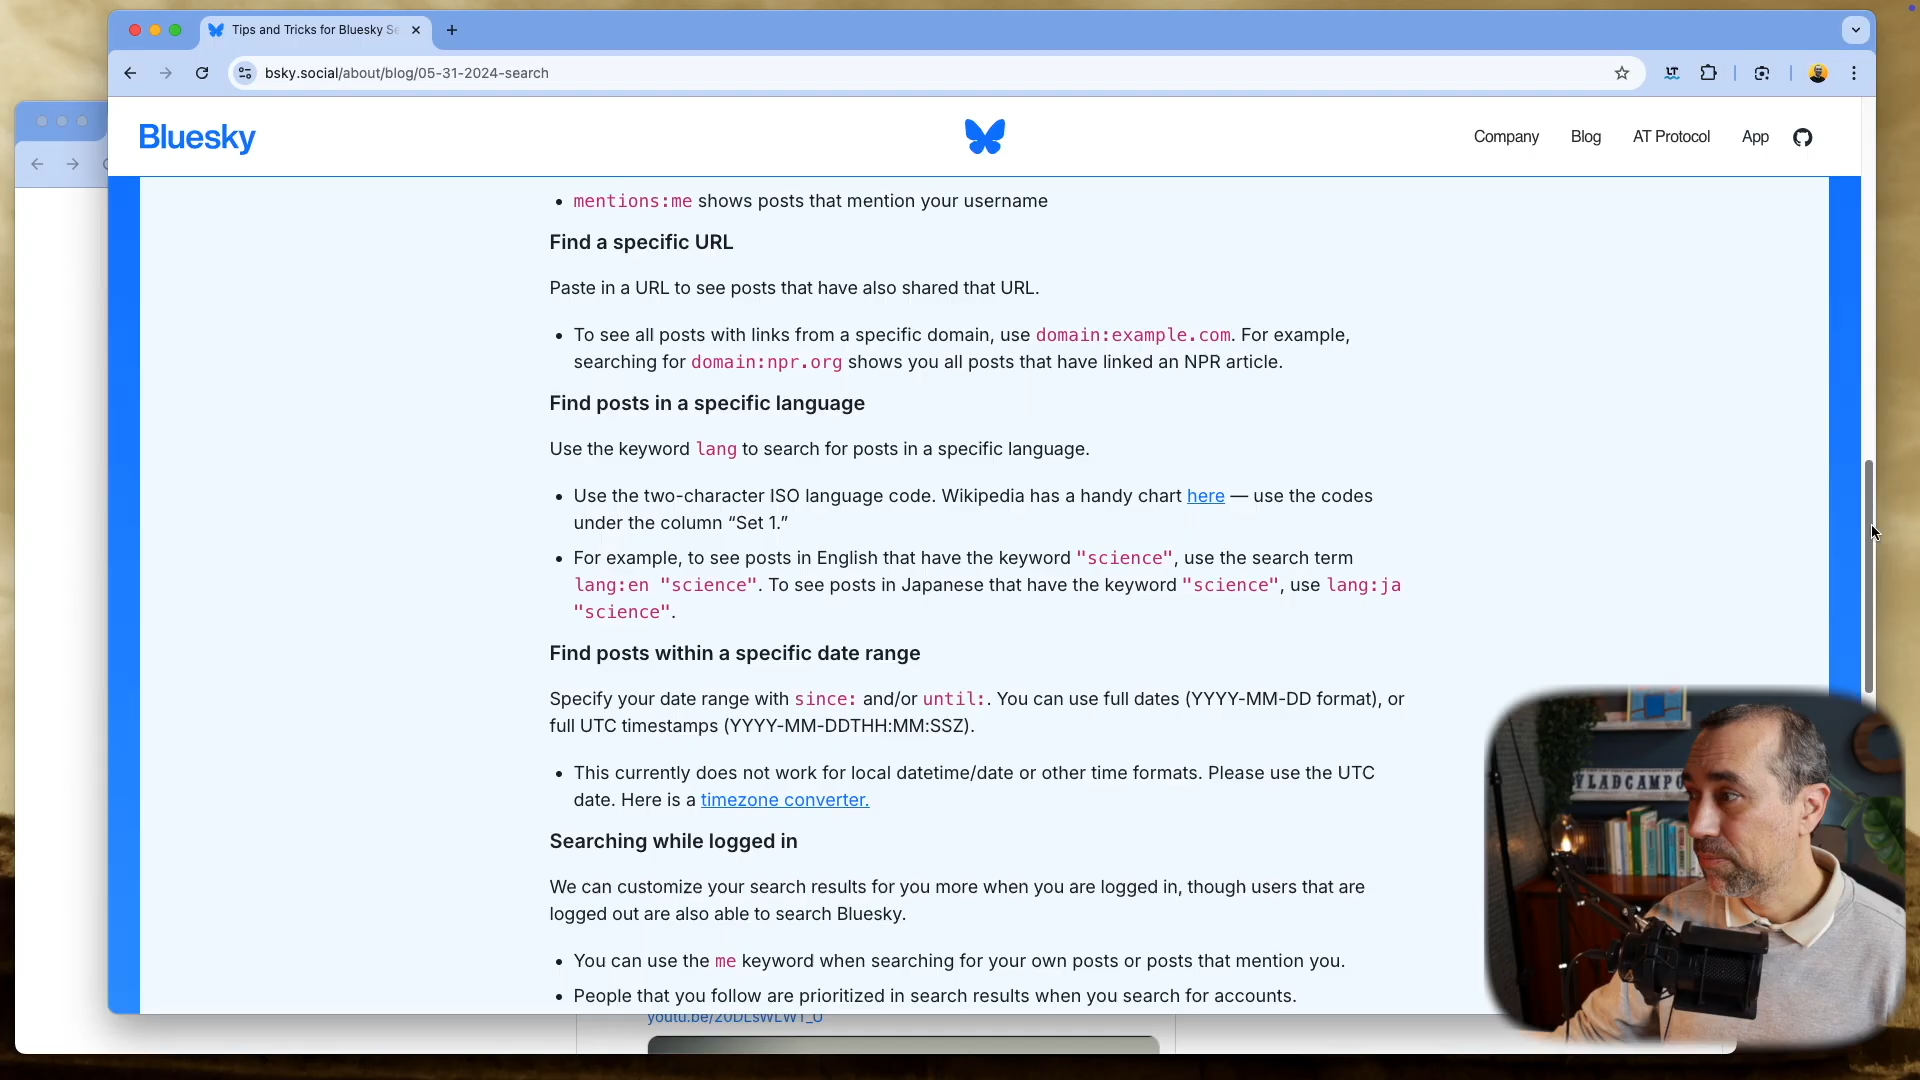 Tips and Tricks for Bluesky Se
bsky.social/about/blog/05-31-2024-search
Bluesky
Company
Blog
AT Protocol
App
mentions:me shows posts that mention your username
Find a specific URL
Paste in a URL to see posts that have also shared that URL.
To see all posts with links from a specific domain, use domain:example.com. For example,
searching for domain:npr.org shows you all posts that have linked an NPR article.
Find posts in a specific language
Use the keyword lang to search for posts in a specific language.
Use the two-character ISO language code. Wikipedia has a handy chart here — use the codes
under the column “Set 1.”
For example, to see posts in English that have the keyword "science", use the search term
lang:en "science". To see posts in Japanese that have the keyword "science", use lang:ja
"science".
Find posts within a specific date range
Specify your date range with since: and/or until:. You can use full dates (YYYY-MM-DD format), or
full UTC timestamps (YYYY-MM-DDTHH:MM:SSZ).
This currently does not work for local datetime/date or other time formats. Please use the UTC
date. Here is a timezone converter.
Searching while logged in
We can customize your search results for you more when you are logged in, though users that are
logged out are also able to search Bluesky.
You can use the me keyword when searching for your own posts or posts that mention you.
People that you follow are prioritized in search results when you search for accounts.
VLADCAMPO